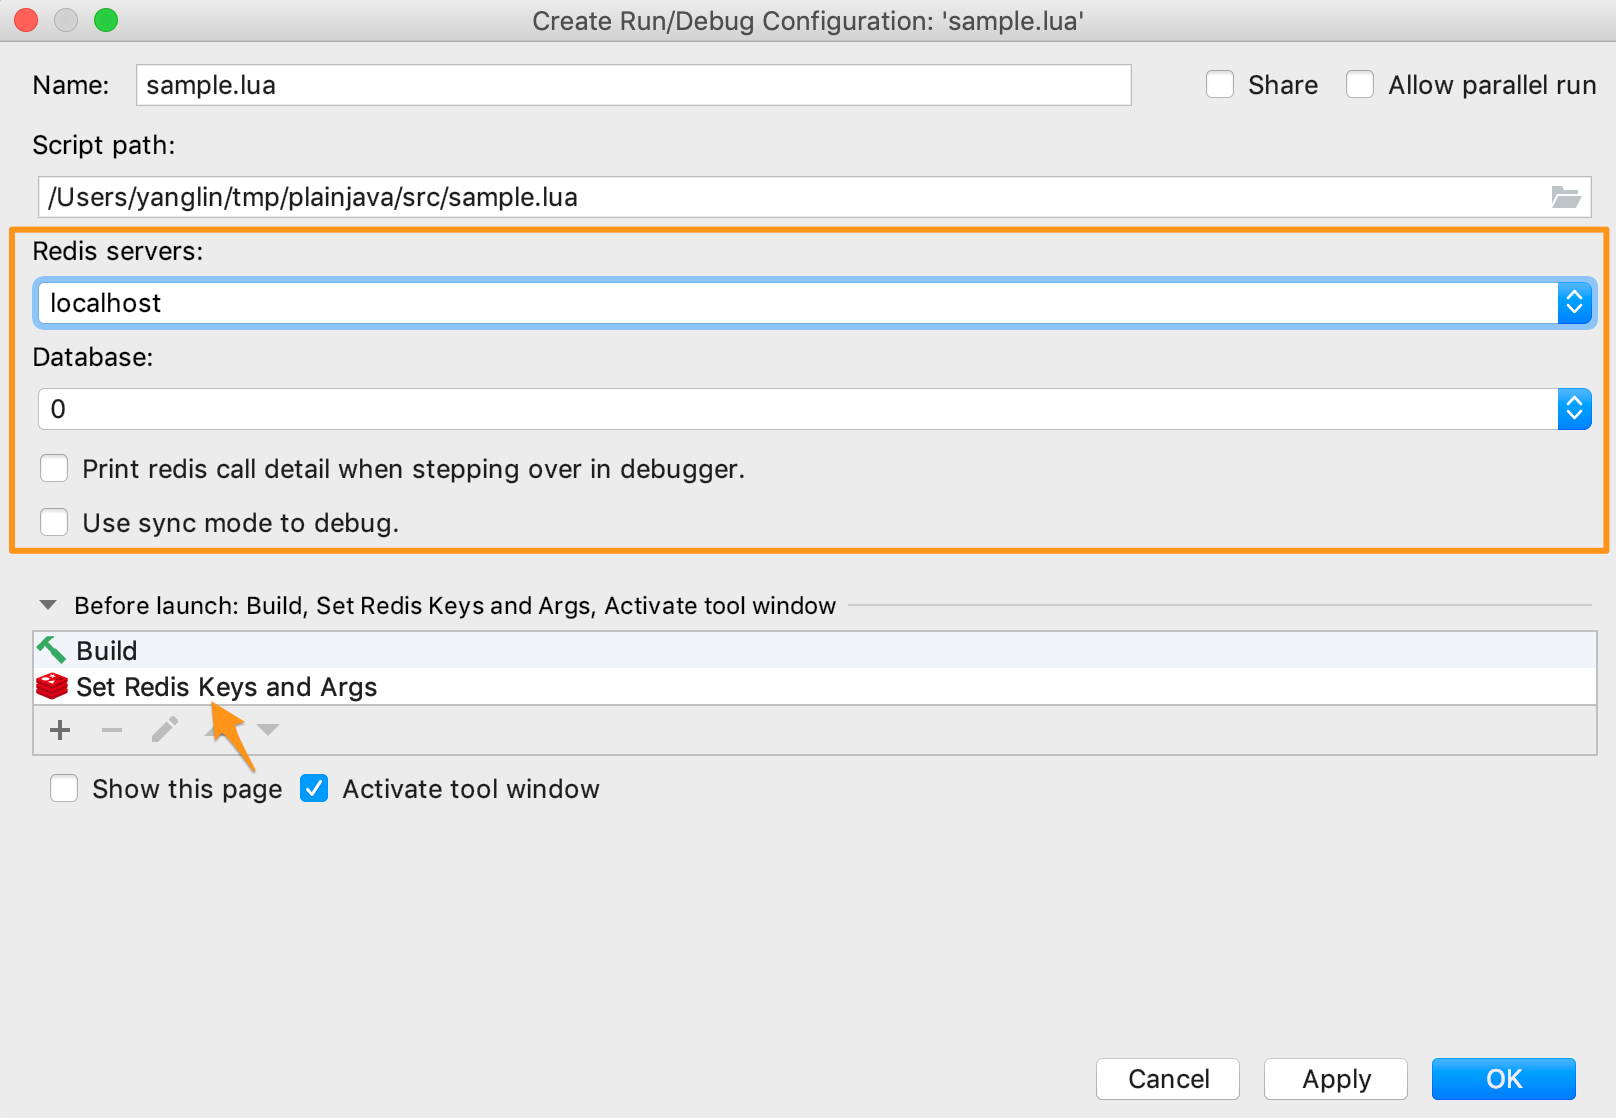 Create Run/Debug Configuration: 'sample.lua'
Name: sample.lua Share Allow parallel run
Script path:
/Users/yanglin/tmp/plainjava/src/sample.lua
Redis servers:
localhost
Database:
0
Print redis call detail when stepping over in debugger.
Use sync mode to debug.
Before launch: Build, Set Redis Keys and Args, Activate tool window
Build
Set Redis Keys and Args
Show this page Activate tool window
Cancel Apply OK